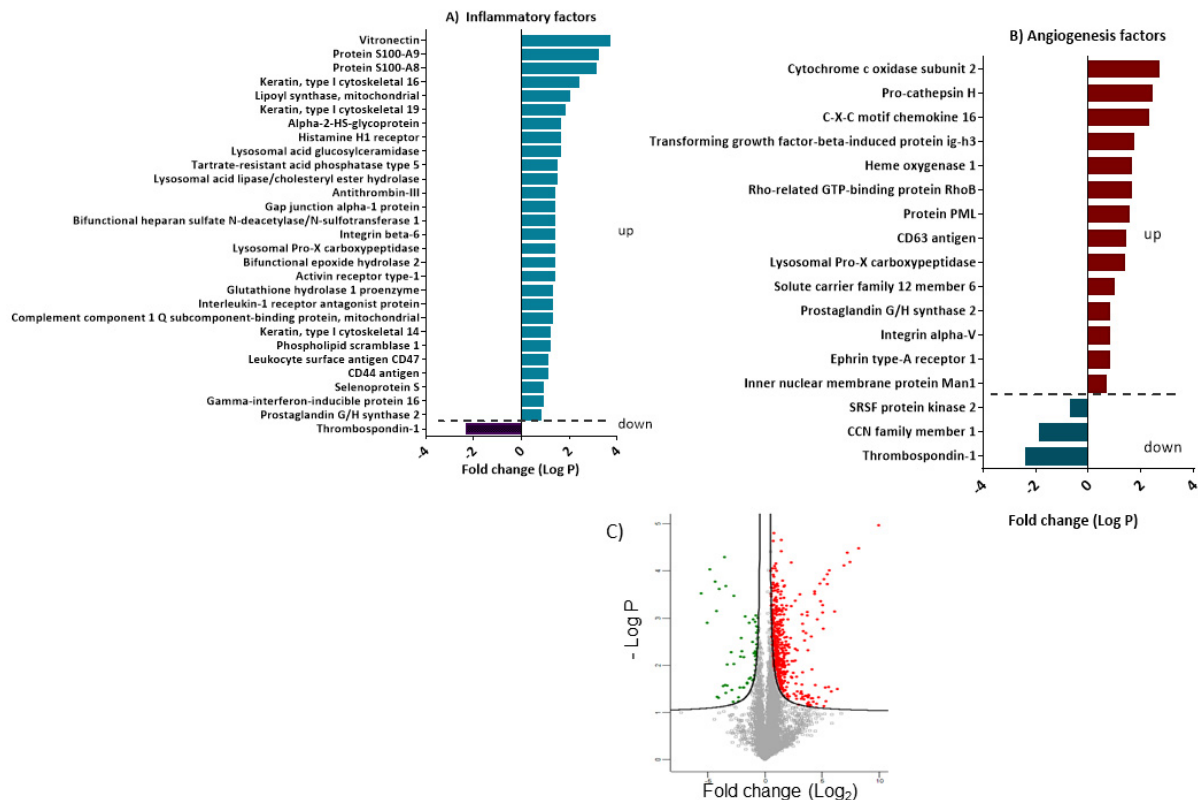 A) Inflammatory factors
Vitronectin
Protein S100-A9
Protein S100-A8
Keratin, type I cytoskeletal 16
Lipoyl synthase, mitochondrial
Keratin, type I cytoskeletal 19
Alpha-2-HS-glycoprotein
Histamine H1 receptor
Lysosomal acid glucosylceramidase
Tartrate-resistant acid phosphatase type 5
Lysosomal acid lipase/cholesteryl ester hydrolase
Antithrombin-III
Gap junction alpha-1 protein
Bifunctional heparan sulfate N-deacetylase/N-sulfotransferase 1
Integrin beta-6
Lysosomal Pro-X carboxypeptidase
Bifunctional epoxide hydrolase 2
Activin receptor type-1
Glutathione hydrolase 1 proenzyme
Interleukin-1 receptor antagonist protein
Complement component 1 Q subcomponent-binding protein, mitochondrial
Keratin, type I cytoskeletal 14
Phospholipid scramblase 1
Leukocyte surface antigen CD47
CD44 antigen
Selenoprotein S
Gamma-interferon-inducible protein 16
Prostaglandin G/H synthase 2
Thrombospondin-1
up
down
-4 -2 0 2 4
Fold change (Log P)
B) Angiogenesis factors
Cytochrome c oxidase subunit 2
Pro-cathepsin H
C-X-C motif chemokine 16
Transforming growth factor-beta-induced protein ig-h3
Heme oxygenase 1
Rho-related GTP-binding protein RhoB
Protein PML
CD63 antigen
Lysosomal Pro-X carboxypeptidase
Solute carrier family 12 member 6
Prostaglandin G/H synthase 2
Integrin alpha-V
Ephrin type-A receptor 1
Inner nuclear membrane protein Man1
SRSF protein kinase 2
CCN family member 1
Thrombospondin-1
up
down
-4 -2 0 2 4
Fold change (Log P)
C)
- Log P
5
4
3
2
1
0
-5 0 5 10
Fold change (Log₂)